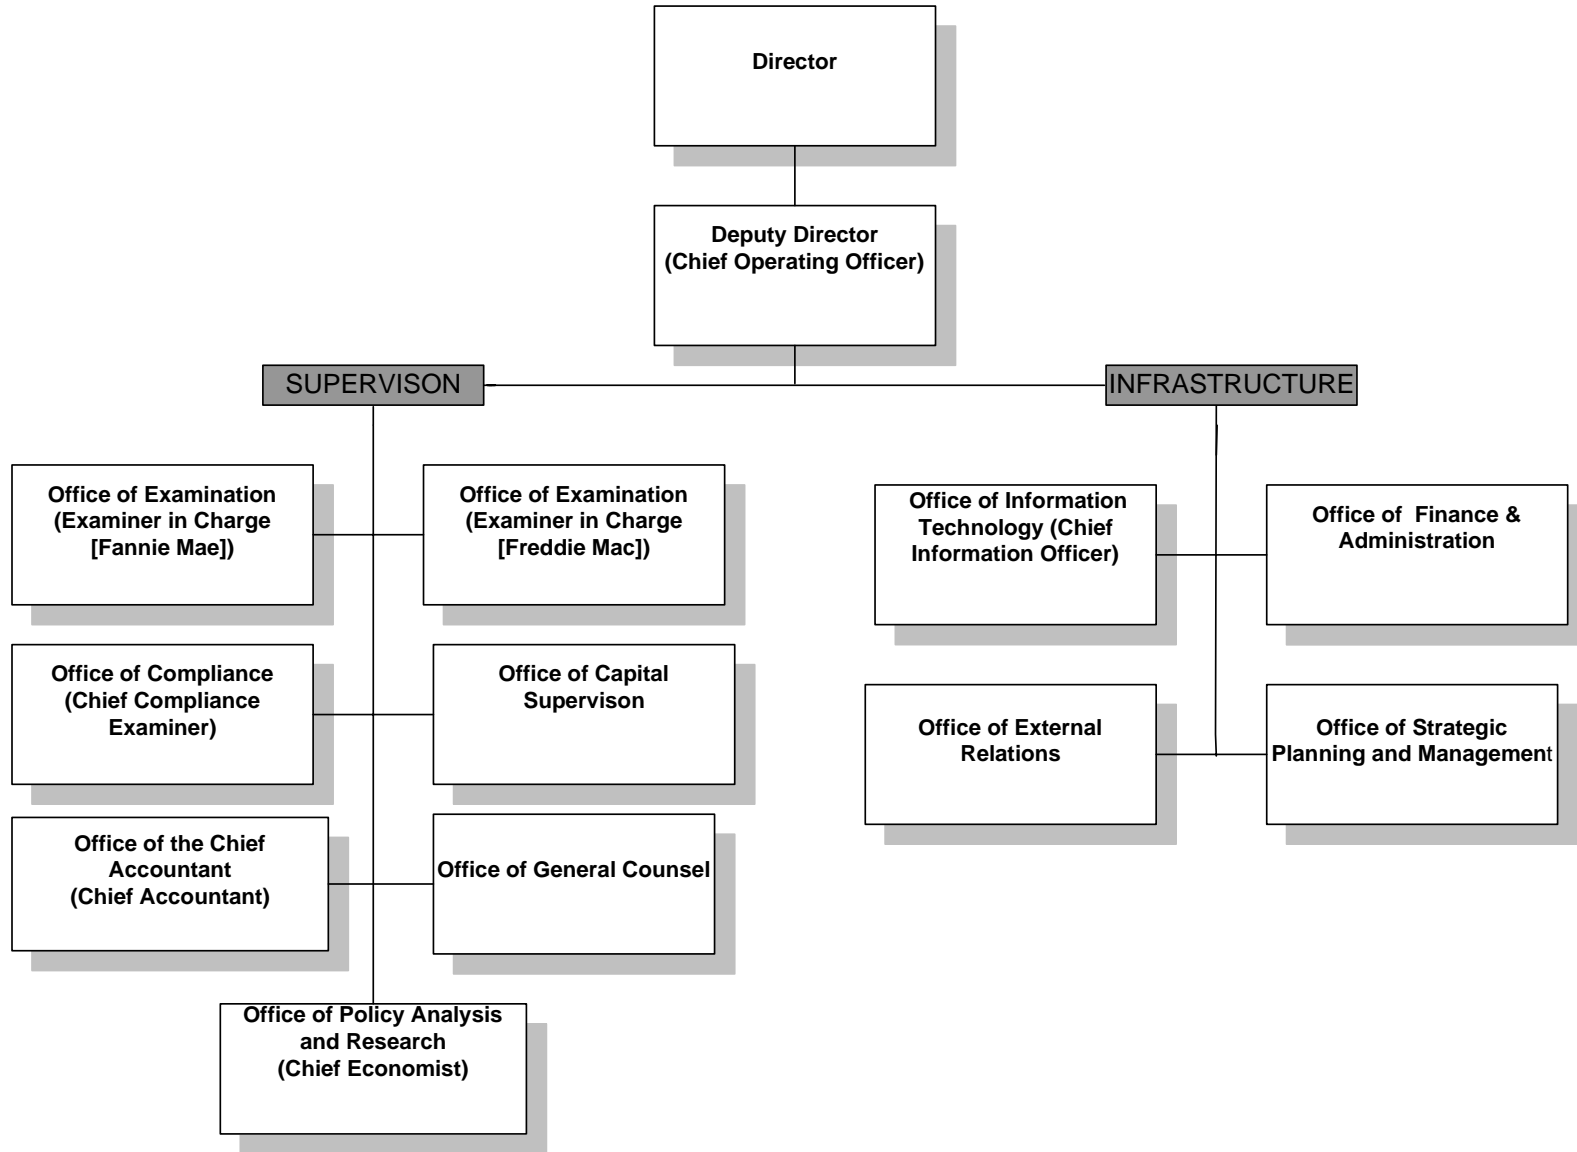 Director
Deputy Director
(Chief Operating Officer)
SUPERVISON
INFRASTRUCTURE
Office of Examination
(Examiner in Charge
[Fannie Mae])
Office of Examination
(Examiner in Charge
[Freddie Mac])
Office of Information
Technology (Chief
Information Officer)
Office of  Finance &
Administration
Office of Compliance
(Chief Compliance
Examiner)
Office of Capital
Supervison
Office of External
Relations
Office of Strategic
Planning and Management
Office of the Chief
Accountant
(Chief Accountant)
Office of General Counsel
Office of Policy Analysis
and Research
(Chief Economist)